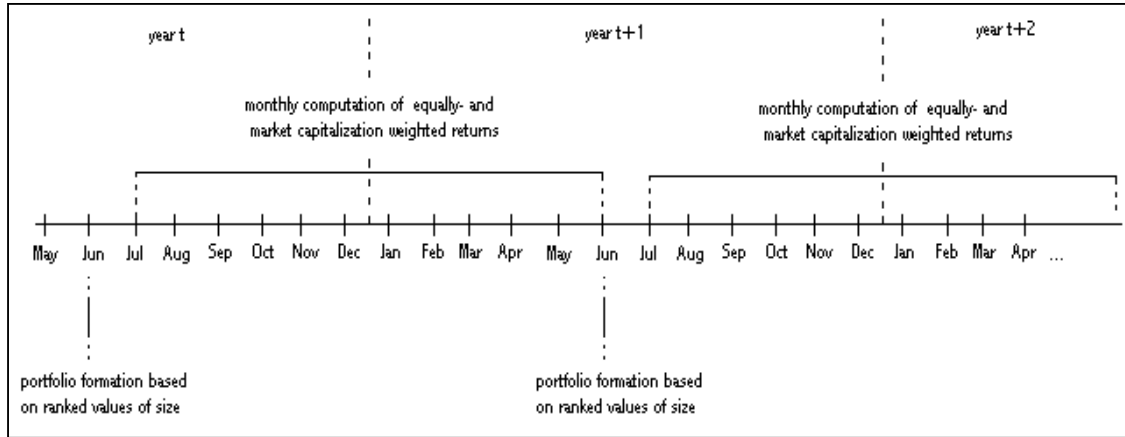 year t
year t+1
year t+2
monthly computation of equally- and
market capitalization weighted returns
monthly computation of equally- and
market capitalization weighted returns
May Jun Jul Aug Sep Oct Nov Dec Jan Feb Mar Apr May Jun Jul Aug Sep Oct Nov Dec Jan Feb Mar Apr ...
portfolio formation based
on ranked values of size
portfolio formation based
on ranked values of size